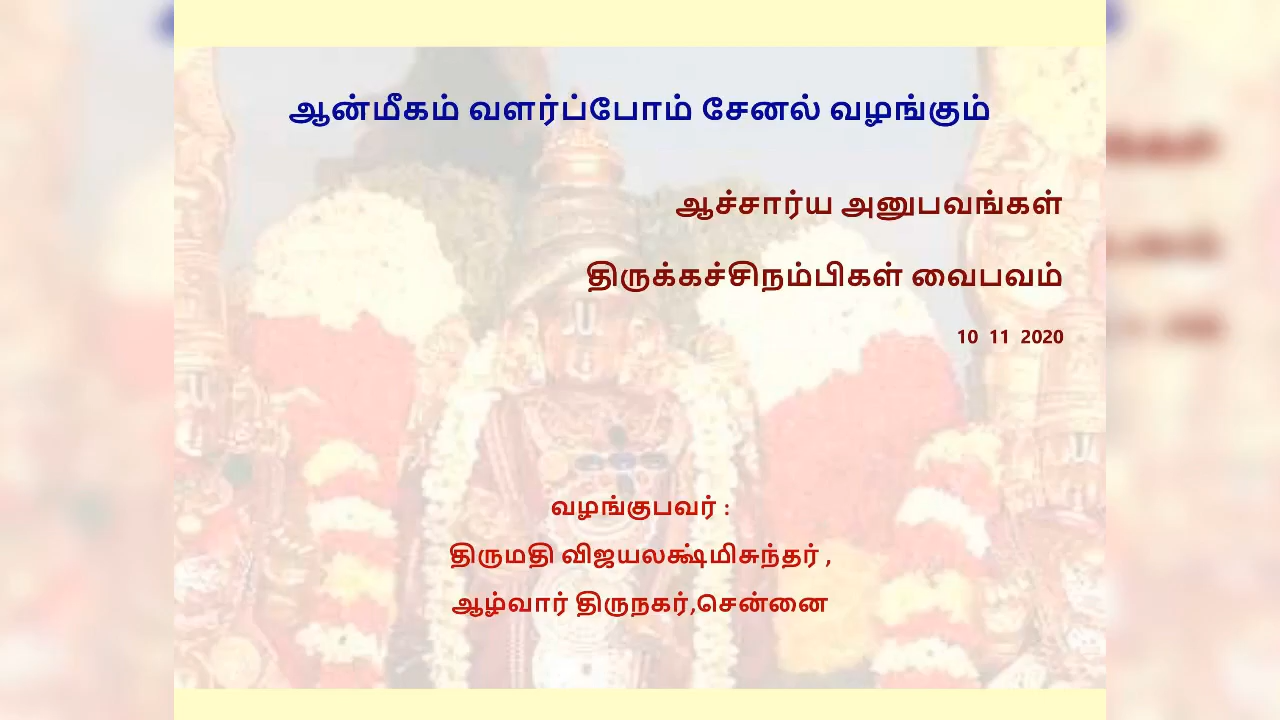 ஆன்மீகம் வளர்ப்போம் சேனல் வழங்கும்
ஆச்சார்ய அனுபவங்கள்
திருக்கச்சிநம்பிகள் வைபவம்
10 11 2020
வழங்குபவர் :
திருமதி விஜயலக்ஷ்மிசுந்தர் ,
ஆழ்வார் திருநகர்,சென்னை